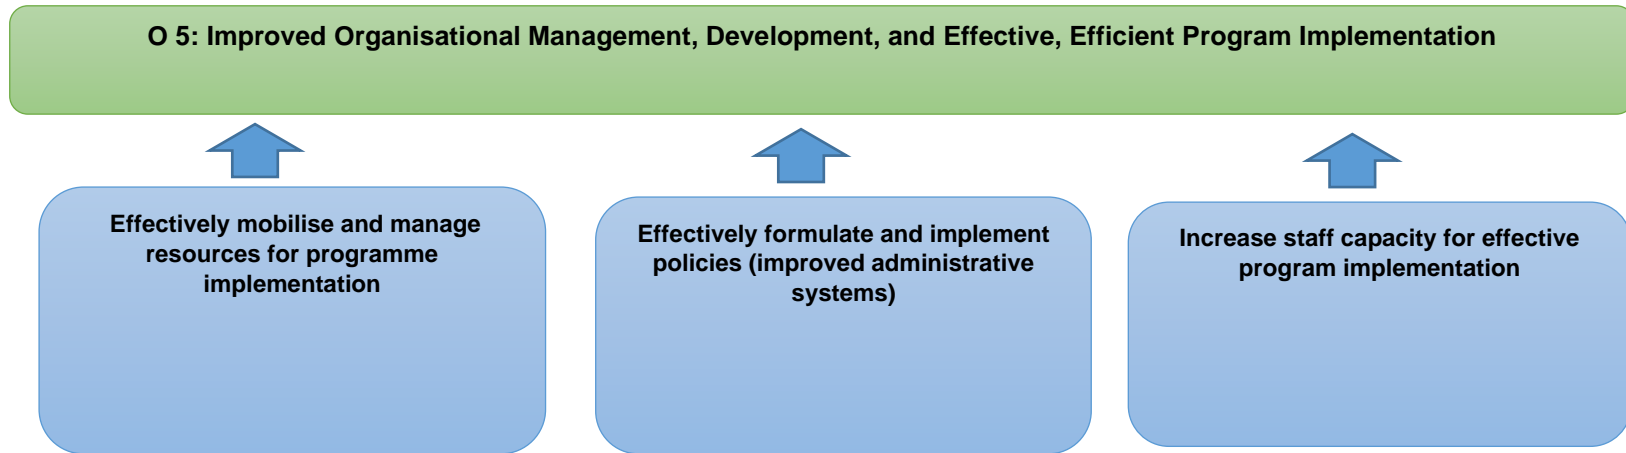 O 5: Improved Organisational Management, Development, and Effective, Efficient Program Implementation
Effectively mobilise and manage
resources for programme
implementation
Effectively formulate and implement
policies (improved administrative
systems)
Increase staff capacity for effective
program implementation